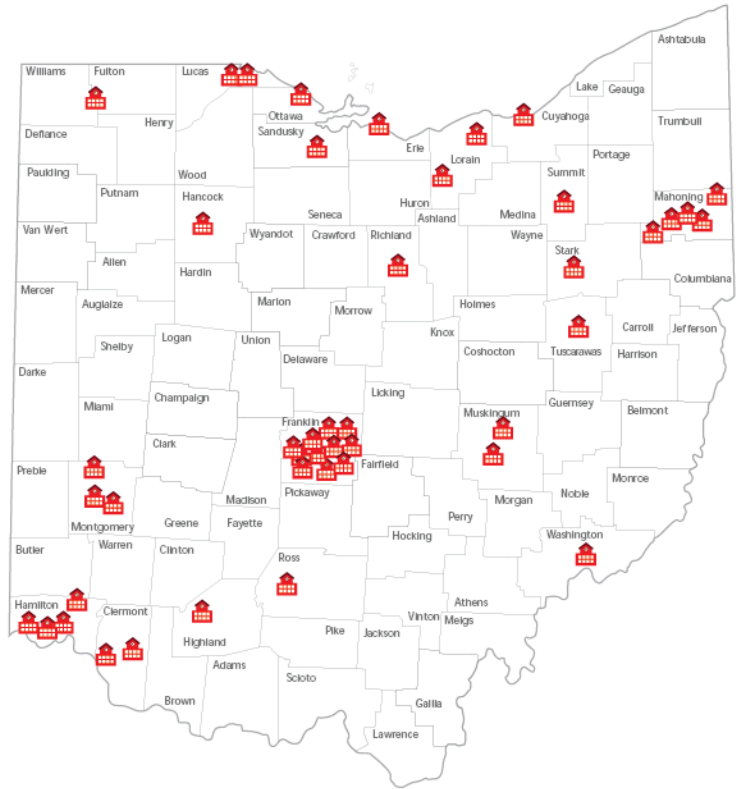 Ashtabula
Williams
Fulton
Lucas
Lake
Geauga
Ottawa
Cuyahoga
Henry
Trumbull
Defiance
Sandusky
Erie
Portage
Lorain
Paulding
Wood
Summit
Putnam
Hancock
Mahoning
Huron
Seneca
Ashland
Medina
Van Wert
Wyandot
Crawford
Richland
Wayne
Stark
Allen
Hardin
Columbiana
Mercer
Auglaize
Marion
Morrow
Holmes
Logan
Union
Knox
Carroll
Jefferson
Shelby
Delaware
Coshocton
Tuscarawas
Harrison
Darke
Licking
Champaign
Guernsey
Miami
Muskingum
Belmont
Franklin
Clark
Preble
Fairfield
Monroe
Pickaway
Noble
Madison
Morgan
Montgomery
Greene
Fayette
Perry
Washington
Hocking
Butler
Warren
Clinton
Ross
Hamilton
Clermont
Athens
Vinton
Meigs
Pike
Jackson
Highland
Adams
Scioto
Brown
Gallia
Lawrence